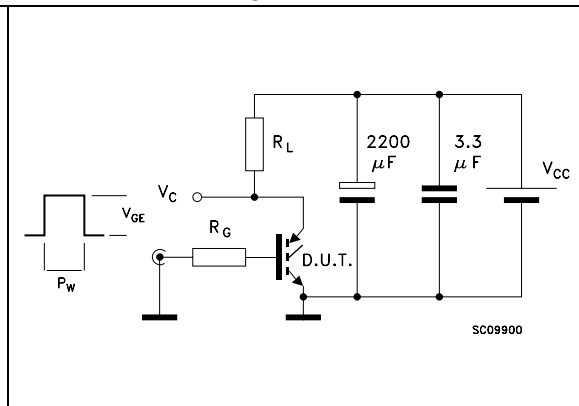 R_L
2200 µF
3.3 µF
V_CC
V_C
V_GE
R_G
D.U.T.
P_W
SC09900